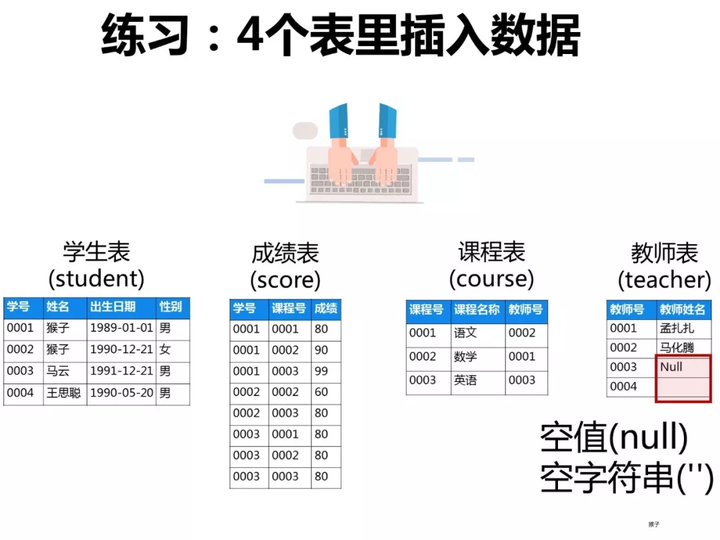 练习：4个表里插入数据
学生表
(student)
学号 姓名 出生日期 性别
0001 猴子 1989-01-01 男
0002 猴子 1990-12-21 女
0003 马云 1991-12-21 男
0004 王思聪 1990-05-20 男
成绩表
(score)
学号 课程号 成绩
0001 0001 80
0001 0002 90
0001 0003 99
0002 0002 60
0002 0003 80
0003 0001 80
0003 0002 80
0003 0003 80
课程表
(course)
课程号 课程名称 教师号
0001 语文 0002
0002 数学 0001
0003 英语 0003
教师表
(teacher)
教师号 教师姓名
0001 孟扎扎
0002 马化腾
0003 Null
0004
空值(null)
空字符串('')
猴子